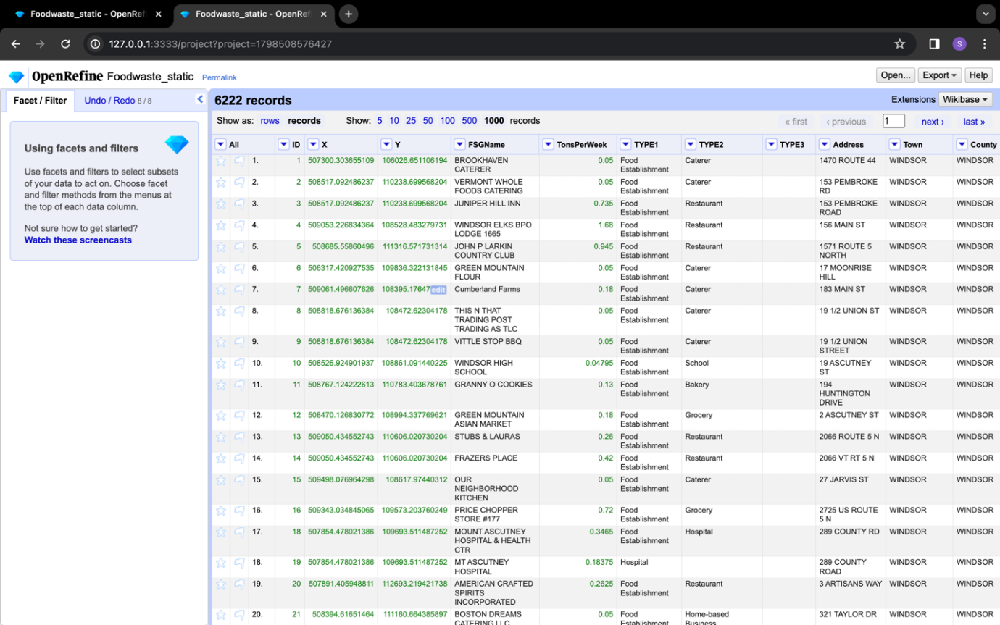 Foodwaste_static - OpenRef
Foodwaste_static - OpenRefi
127.0.0.1:3333/project?project=1798508576427
S
OpenRefine Foodwaste_static Permalink
Open... Export Help
Facet / Filter Undo / Redo 8 / 8
6222 records
Extensions Wikibase
Show as: rows records Show: 5 10 25 50 100 500 1000 records
« first ‹ previous 1 next › last »
Using facets and filters
Use facets and filters to select subsets
of your data to act on. Choose facet
and filter methods from the menus at
the top of each data column.
Not sure how to get started?
Watch these screencasts
All ID X Y FSGName TonsPerWeek TYPE1 TYPE2 TYPE3 Address Town County
1. 1 507300.303655109 106026.651106194 BROOKHAVEN 0.05 Food Caterer 1470 ROUTE 44 WINDSOR WINDSOR
CATERER Establishment
2. 2 508517.092486237 110238.699568204 VERMONT WHOLE 0.05 Food Caterer 153 PEMBROKE WINDSOR WINDSOR
FOODS CATERING Establishment RD
3. 3 508517.092486237 110238.699568204 JUNIPER HILL INN 0.735 Food Restaurant 153 PEMBROKE WINDSOR WINDSOR
Establishment ROAD
4. 4 509053.226834364 108528.483279731 WINDSOR ELKS BPO 1.68 Food Restaurant 156 MAIN ST WINDSOR WINDSOR
LODGE 1665 Establishment
5. 5 508685.55860496 111316.571731314 JOHN P LARKIN 0.945 Food Restaurant 1571 ROUTE 5 WINDSOR WINDSOR
COUNTRY CLUB Establishment NORTH
6. 6 506317.420927535 109836.322131845 GREEN MOUNTAIN 0.05 Food Caterer 17 MOONRISE WINDSOR WINDSOR
FLOUR Establishment HILL
7. 7 509061.496607626 108395.17647 edit Cumberland Farms 0.18 Food Caterer 183 MAIN ST WINDSOR WINDSOR
Establishment
8. 8 508818.676136384 108472.62304178 THIS N THAT 0.05 Food Caterer 19 1/2 UNION ST WINDSOR WINDSOR
TRADING POST Establishment
TRADING AS TLC
9. 9 508818.676136384 108472.62304178 VITTLE STOP BBQ 0.05 Food Caterer 19 1/2 UNION WINDSOR WINDSOR
Establishment STREET
10. 10 508526.924901937 108861.091440225 WINDSOR HIGH 0.04795 Food School 19 ASCUTNEY WINDSOR WINDSOR
SCHOOL Establishment ST
11. 11 508767.124222613 110783.403678761 GRANNY O COOKIES 0.13 Food Bakery 194 WINDSOR WINDSOR
Establishment HUNTINGTON
DRIVE
12. 12 508470.126830772 108994.337769621 GREEN MOUNTAIN 0.18 Food Grocery 2 ASCUTNEY ST WINDSOR WINDSOR
ASIAN MARKET Establishment
13. 13 509050.434552743 110606.020730204 STUBS & LAURAS 0.26 Food Restaurant 2066 ROUTE 5 N WINDSOR WINDSOR
Establishment
14. 14 509050.434552743 110606.020730204 FRAZERS PLACE 0.42 Food Restaurant 2066 VT RT 5 N WINDSOR WINDSOR
Establishment
15. 15 509498.076964298 108617.97440312 OUR 0.05 Food Caterer 27 JARVIS ST WINDSOR WINDSOR
NEIGHBORHOOD Establishment
KITCHEN
16. 16 509343.034845065 109573.203760249 PRICE CHOPPER 0.72 Food Grocery 2725 US ROUTE WINDSOR WINDSOR
STORE #177 Establishment 5 N
17. 18 507854.478021386 109693.511487252 MOUNT ASCUTNEY 0.3465 Food Hospital 289 COUNTY RD WINDSOR WINDSOR
HOSPITAL & HEALTH Establishment
CTR
18. 19 507854.478021386 109693.511487252 MT ASCUTNEY 0.18375 Hospital 289 COUNTY WINDSOR WINDSOR
HOSPITAL ROAD
19. 20 507891.405948811 112693.219421738 AMERICAN CRAFTED 0.2625 Food Restaurant 3 ARTISANS WAY WINDSOR WINDSOR
SPIRITS Establishment
INCORPORATED
20. 21 508394.61651464 111160.664385897 BOSTON DREAMS 0.05 Food Home-based 321 TAYLOR DR WINDSOR WINDSOR
CATERING LLC Establishment Business